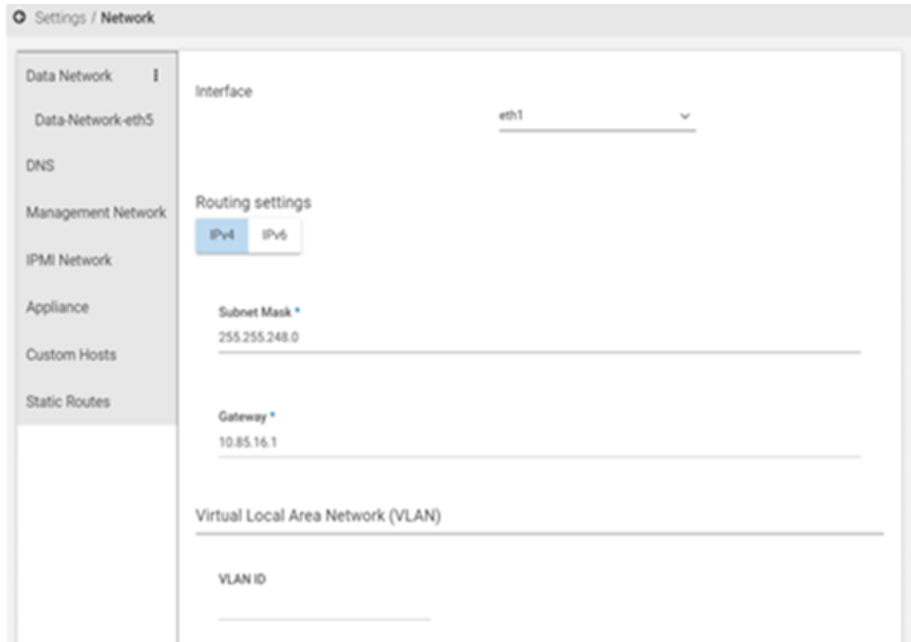 Settings / Network
Data Network
Data-Network-eth5
DNS
Management Network
IPMI Network
Appliance
Custom Hosts
Static Routes
Interface
eth1
Routing settings
IPv4 IPv6
Subnet Mask *
255.255.248.0
Gateway *
10.85.16.1
Virtual Local Area Network (VLAN)
VLAN ID